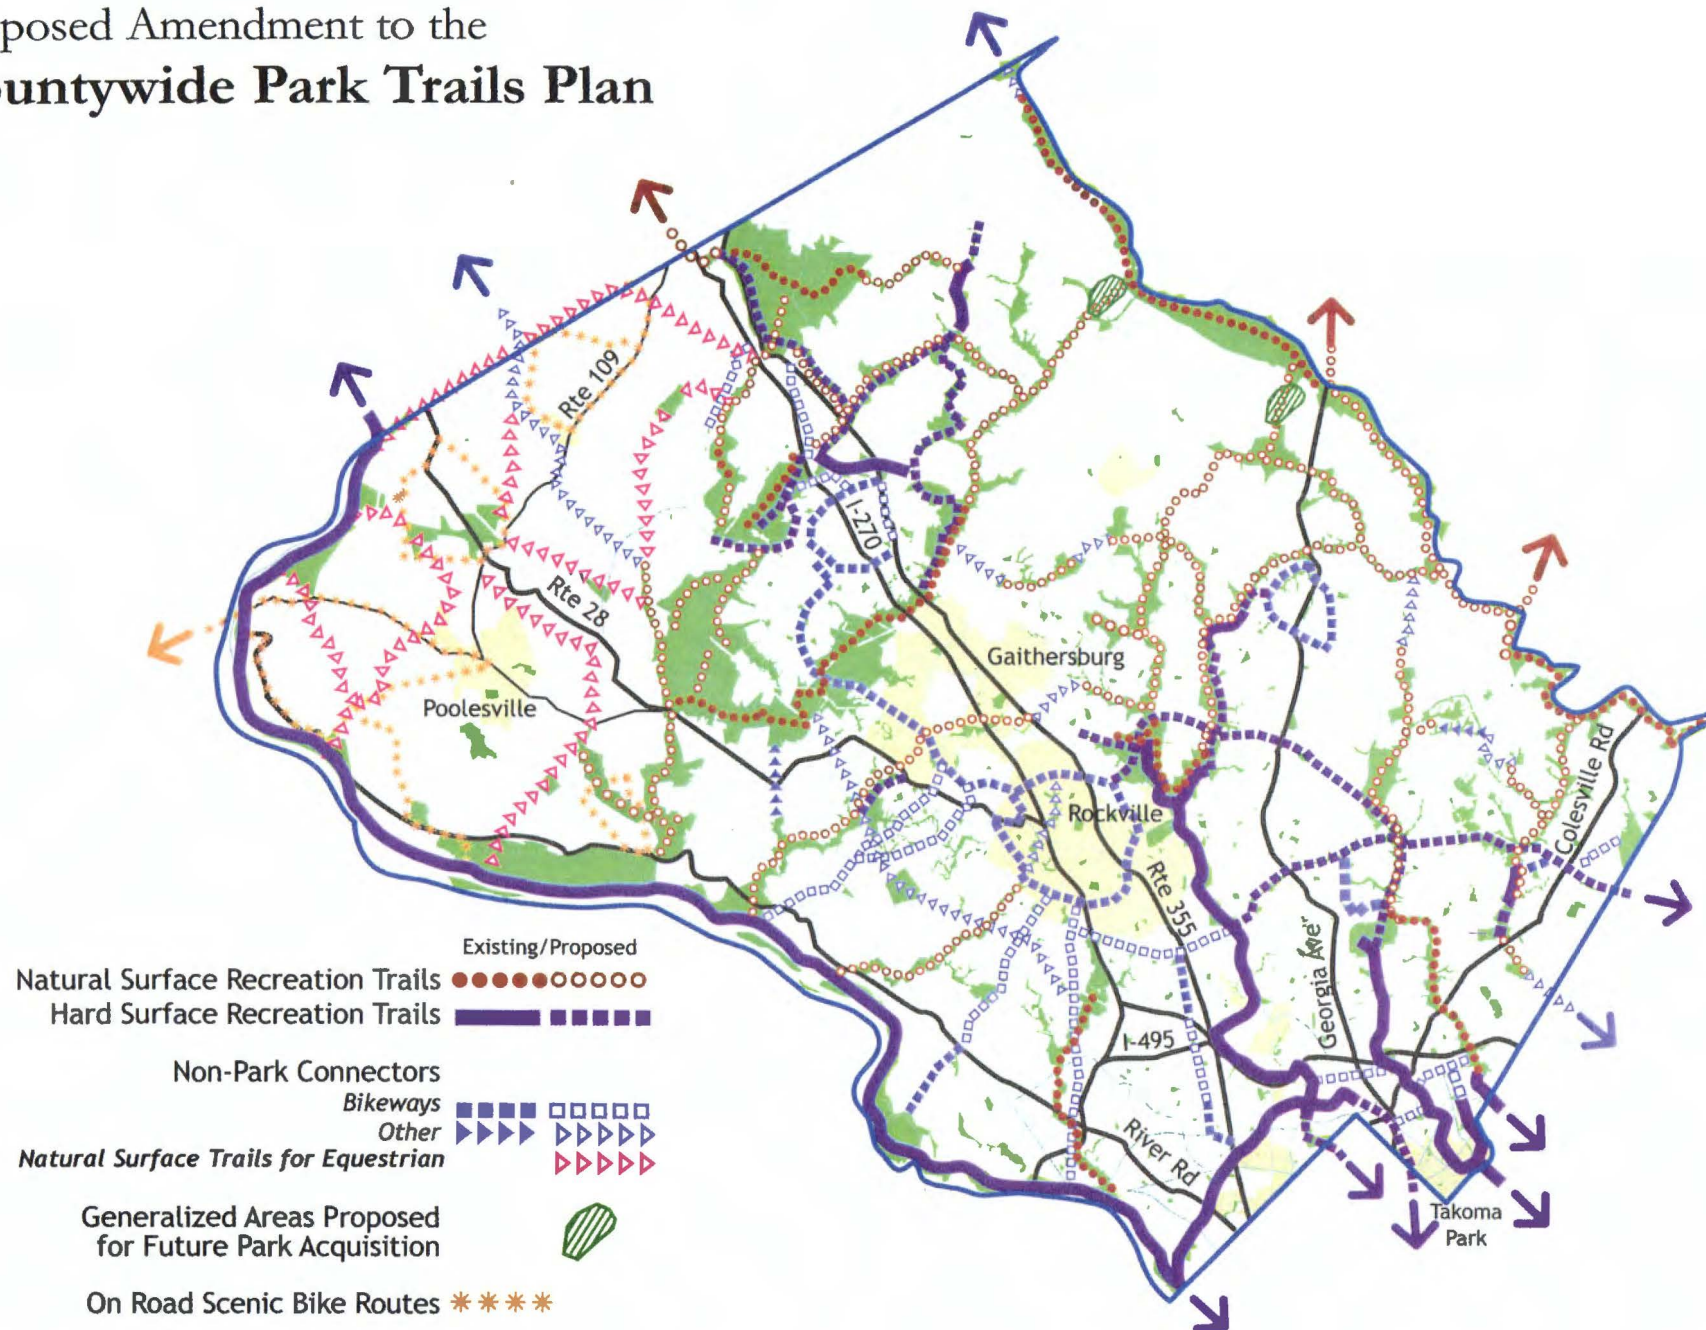 posed Amendment to the
ountywide Park Trails Plan
Rte 109
I-270
Rte 28
Gaithersburg
Poolesville
Rockville
Colesville Rd
Rte 355
Georgia Ave
I-495
River Rd
Takoma
Park
Existing/Proposed
Natural Surface Recreation Trails
Hard Surface Recreation Trails
Non-Park Connectors
Bikeways
Other
Natural Surface Trails for Equestrian
Generalized Areas Proposed
for Future Park Acquisition
On Road Scenic Bike Routes